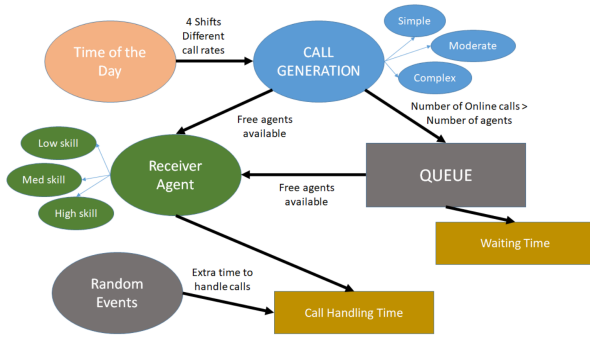 Time of the
Day
4 Shifts
Different
call rates
CALL
GENERATION
Simple
Moderate
Complex
Free agents
available
Number of Online calls >
Number of agents
Low skill
Med skill
High skill
Receiver
Agent
Free agents
available
QUEUE
Waiting Time
Random
Events
Extra time to
handle calls
Call Handling Time